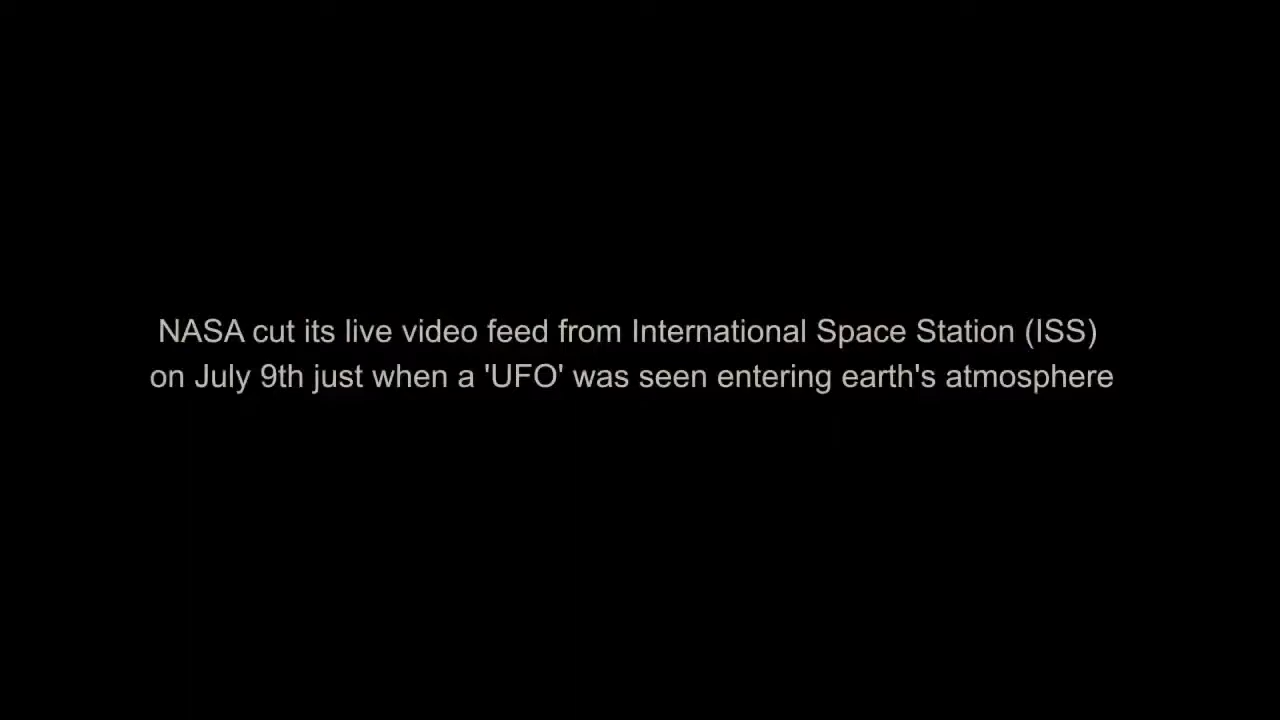 NASA cut its live video feed from International Space Station (ISS)
on July 9th just when a 'UFO' was seen entering earth's atmosphere